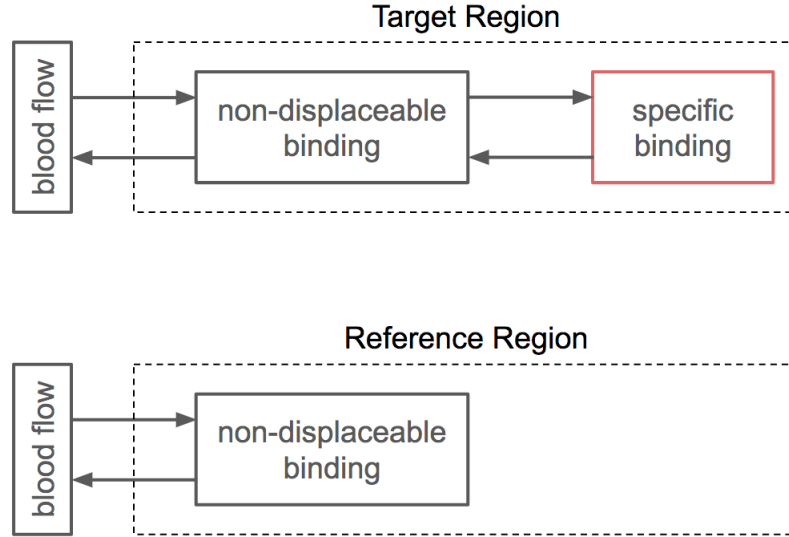 Target Region
blood flow
non-displaceable
binding
specific
binding
Reference Region
blood flow
non-displaceable
binding